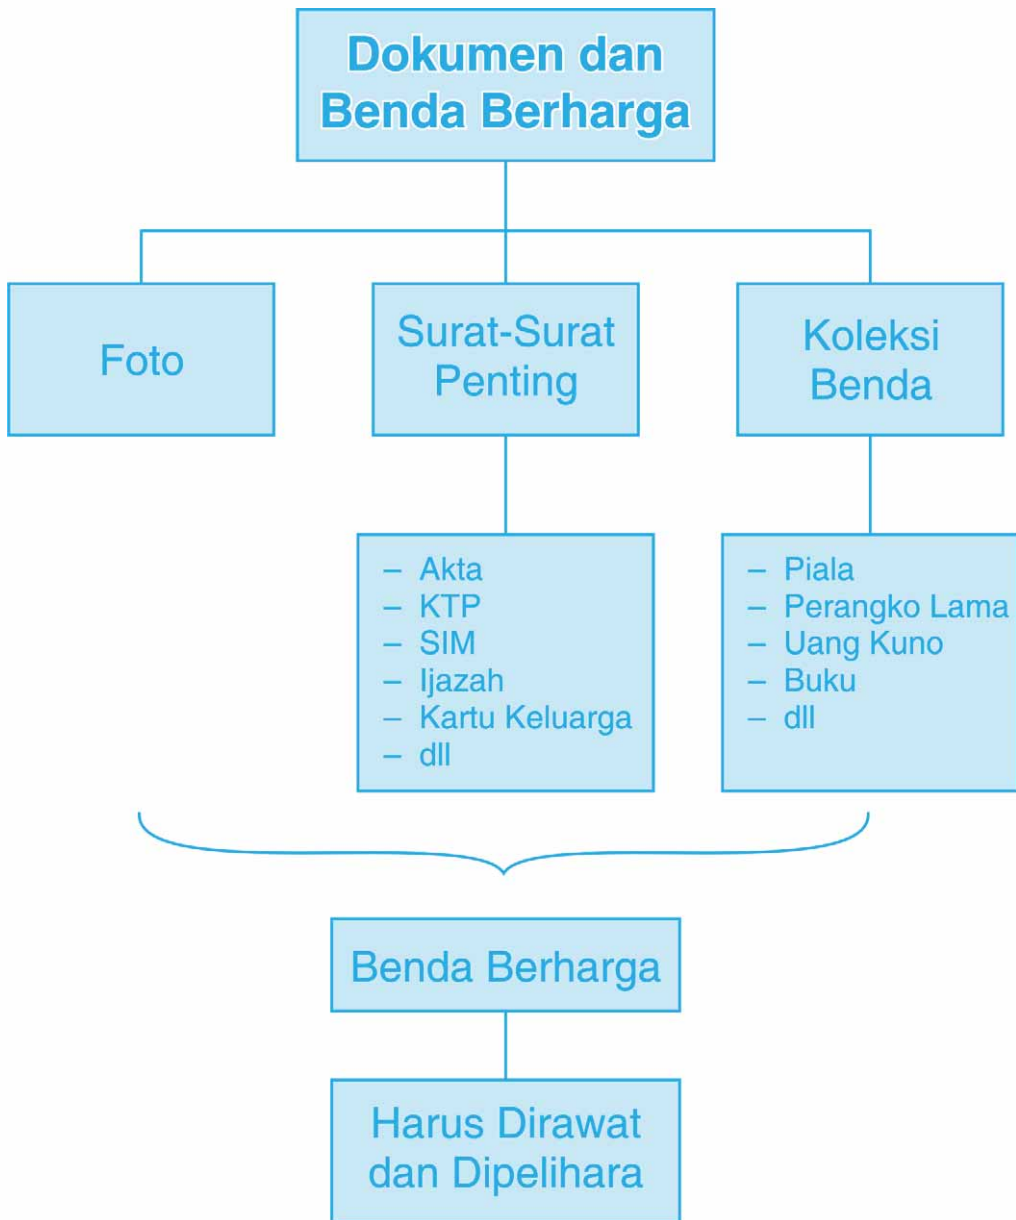 Dokumen dan
Benda Berharga
Foto
Surat-Surat
Penting
Koleksi
Benda
– Akta
– KTP
– SIM
– Ijazah
– Kartu Keluarga
– dll
– Piala
– Perangko Lama
– Uang Kuno
– Buku
– dll
Benda Berharga
Harus Dirawat
dan Dipelihara